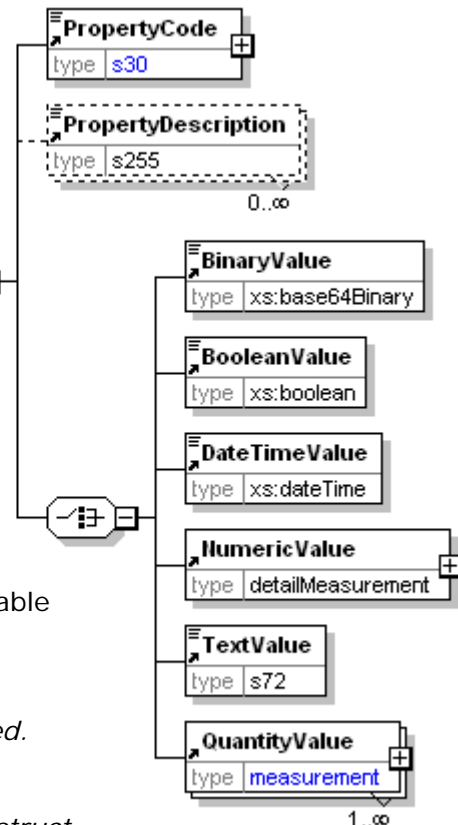 PropertyCode
type s30
PropertyDescription
type s255
0..∞
BinaryValue
type xs:base64Binary
BooleanValue
type xs:boolean
DateTimeValue
type xs:dateTime
NumericValue
type detailMeasurement
able
TextValue
type s72
ed.
QuantityValue
type measurement
1..∞
struct